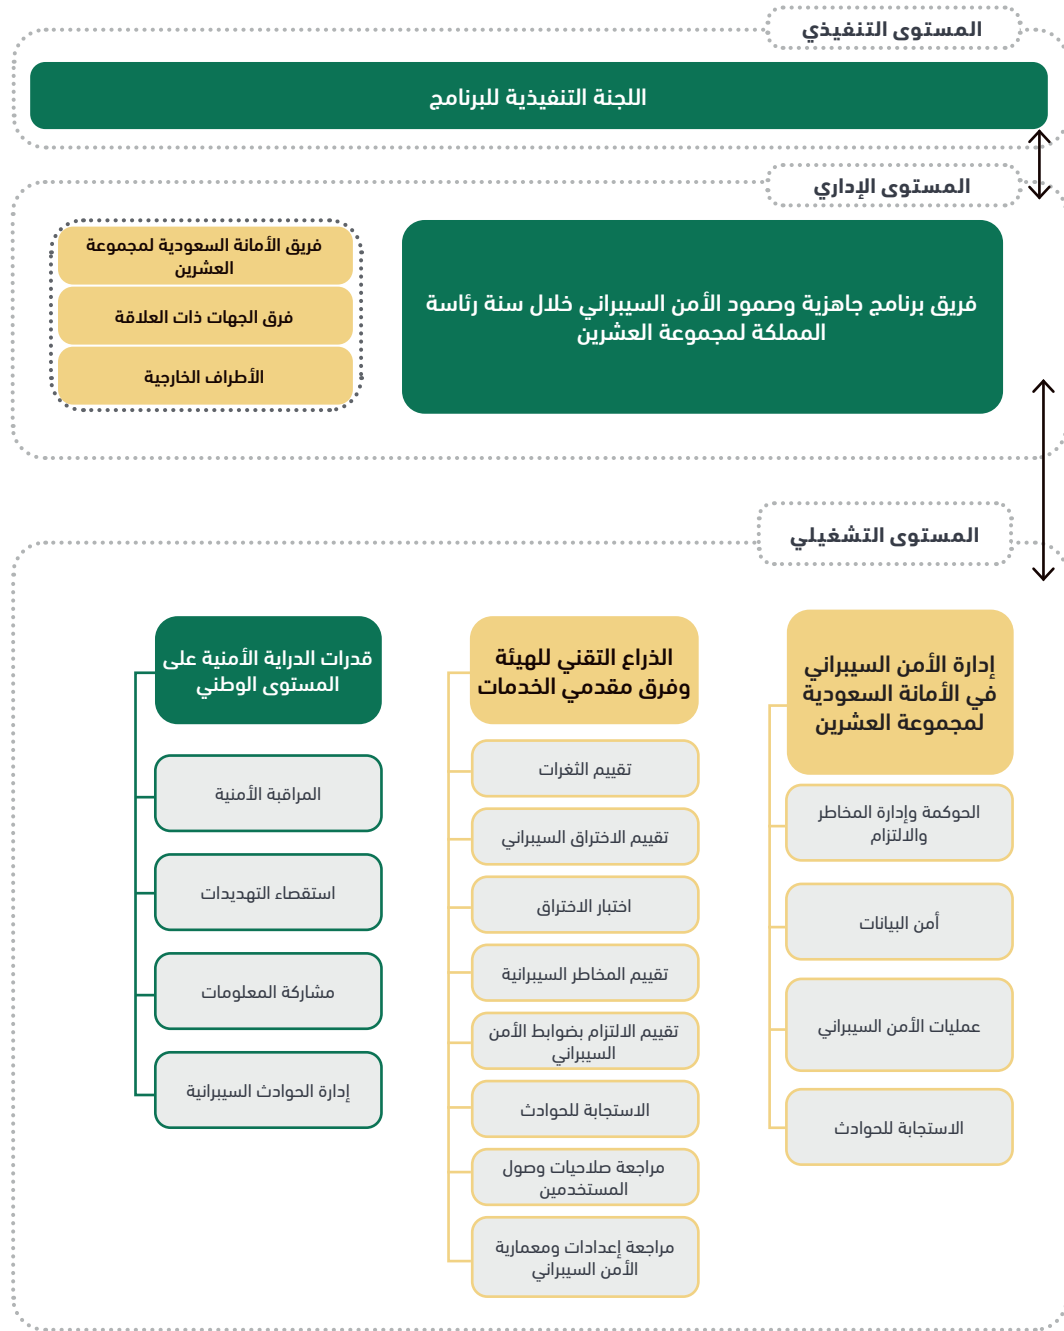 المستوى التنفيذي
اللجنة التنفيذية للبرنامج
المستوى الإداري
فريق برنامج جاهزية وصمود الأمن السيبراني خلال سنة رئاسة
المملكة لمجموعة العشرين
فريق الأمانة السعودية لمجموعة
العشرين
فرق الجهات ذات العلاقة
الأطراف الخارجية
المستوى التشغيلي
إدارة الأمن السيبراني
في الأمانة السعودية
لمجموعة العشرين
الحوكمة وإدارة المخاطر
والالتزام
أمن البيانات
عمليات الأمن السيبراني
الاستجابة للحوادث
الذراع التقني للهيئة
وفرق مقدمي الخدمات
تقييم الثغرات
تقييم الاختراق السيبراني
اختبار الاختراق
تقييم المخاطر السيبرانية
تقييم الالتزام بضوابط الأمن
السيبراني
الاستجابة للحوادث
مراجعة صلاحيات وصول
المستخدمين
مراجعة إعدادات ومعمارية
الأمن السيبراني
قدرات الدراية الأمنية على
المستوى الوطني
المراقبة الأمنية
استقصاء التهديدات
مشاركة المعلومات
إدارة الحوادث السيبرانية